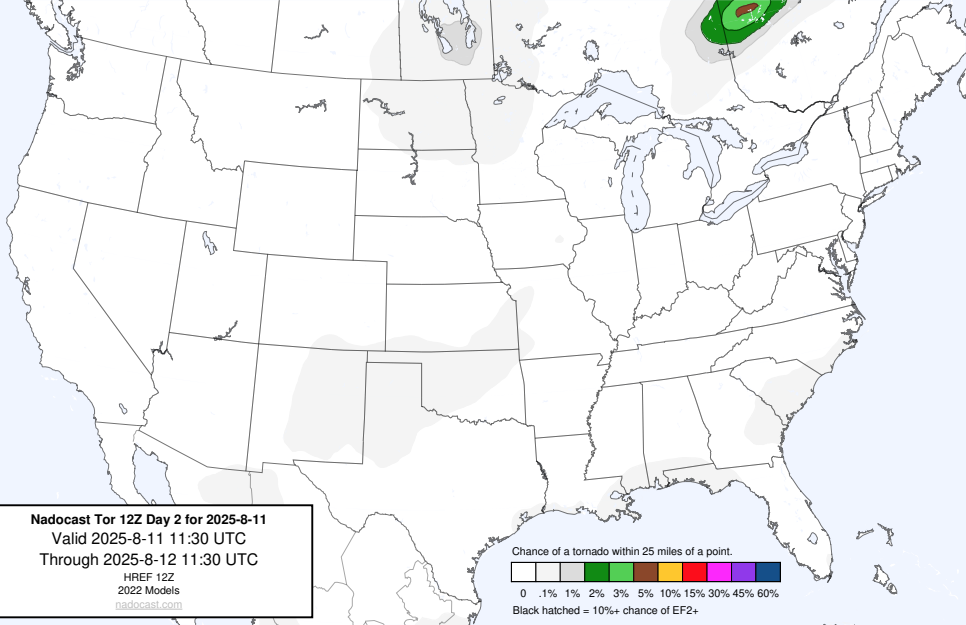 Nadocast Tor 12Z Day 2 for 2025-8-11
Valid 2025-8-11 11:30 UTC
Through 2025-8-12 11:30 UTC
HREF 12Z
2022 Models
nadocast.com
Chance of a tornado within 25 miles of a point.
0 .1% 1% 2% 3% 5% 10% 15% 30% 45% 60%
Black hatched = 10%+ chance of EF2+